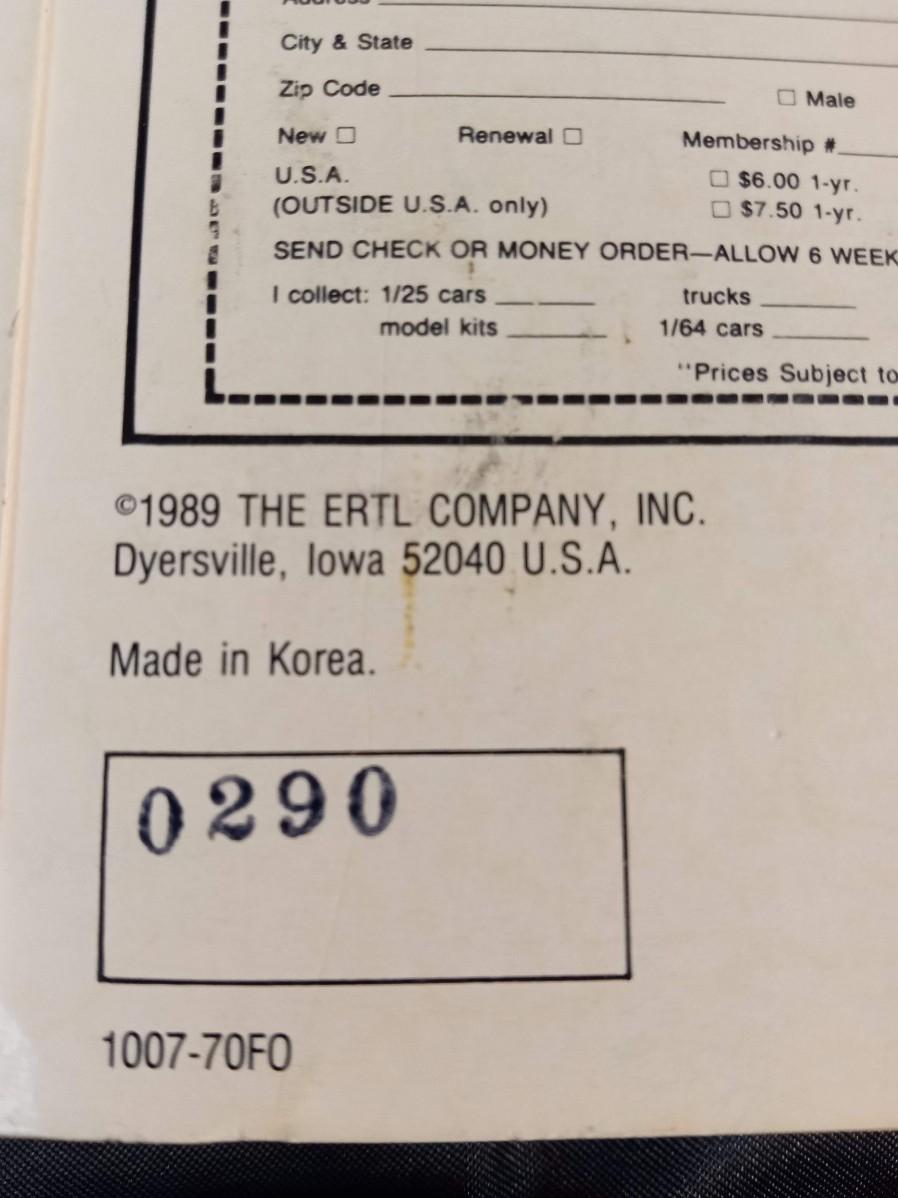 Address
City & State
Zip Code □ Male
New □ Renewal □ Membership #
U.S.A. □ $6.00 1-yr.
(OUTSIDE U.S.A. only) □ $7.50 1-yr.
SEND CHECK OR MONEY ORDER—ALLOW 6 WEEK
I collect: 1/25 cars trucks
model kits 1/64 cars
"Prices Subject to
©1989 THE ERTL COMPANY, INC.
Dyersville, Iowa 52040 U.S.A.
Made in Korea.
0290
1007-70FO